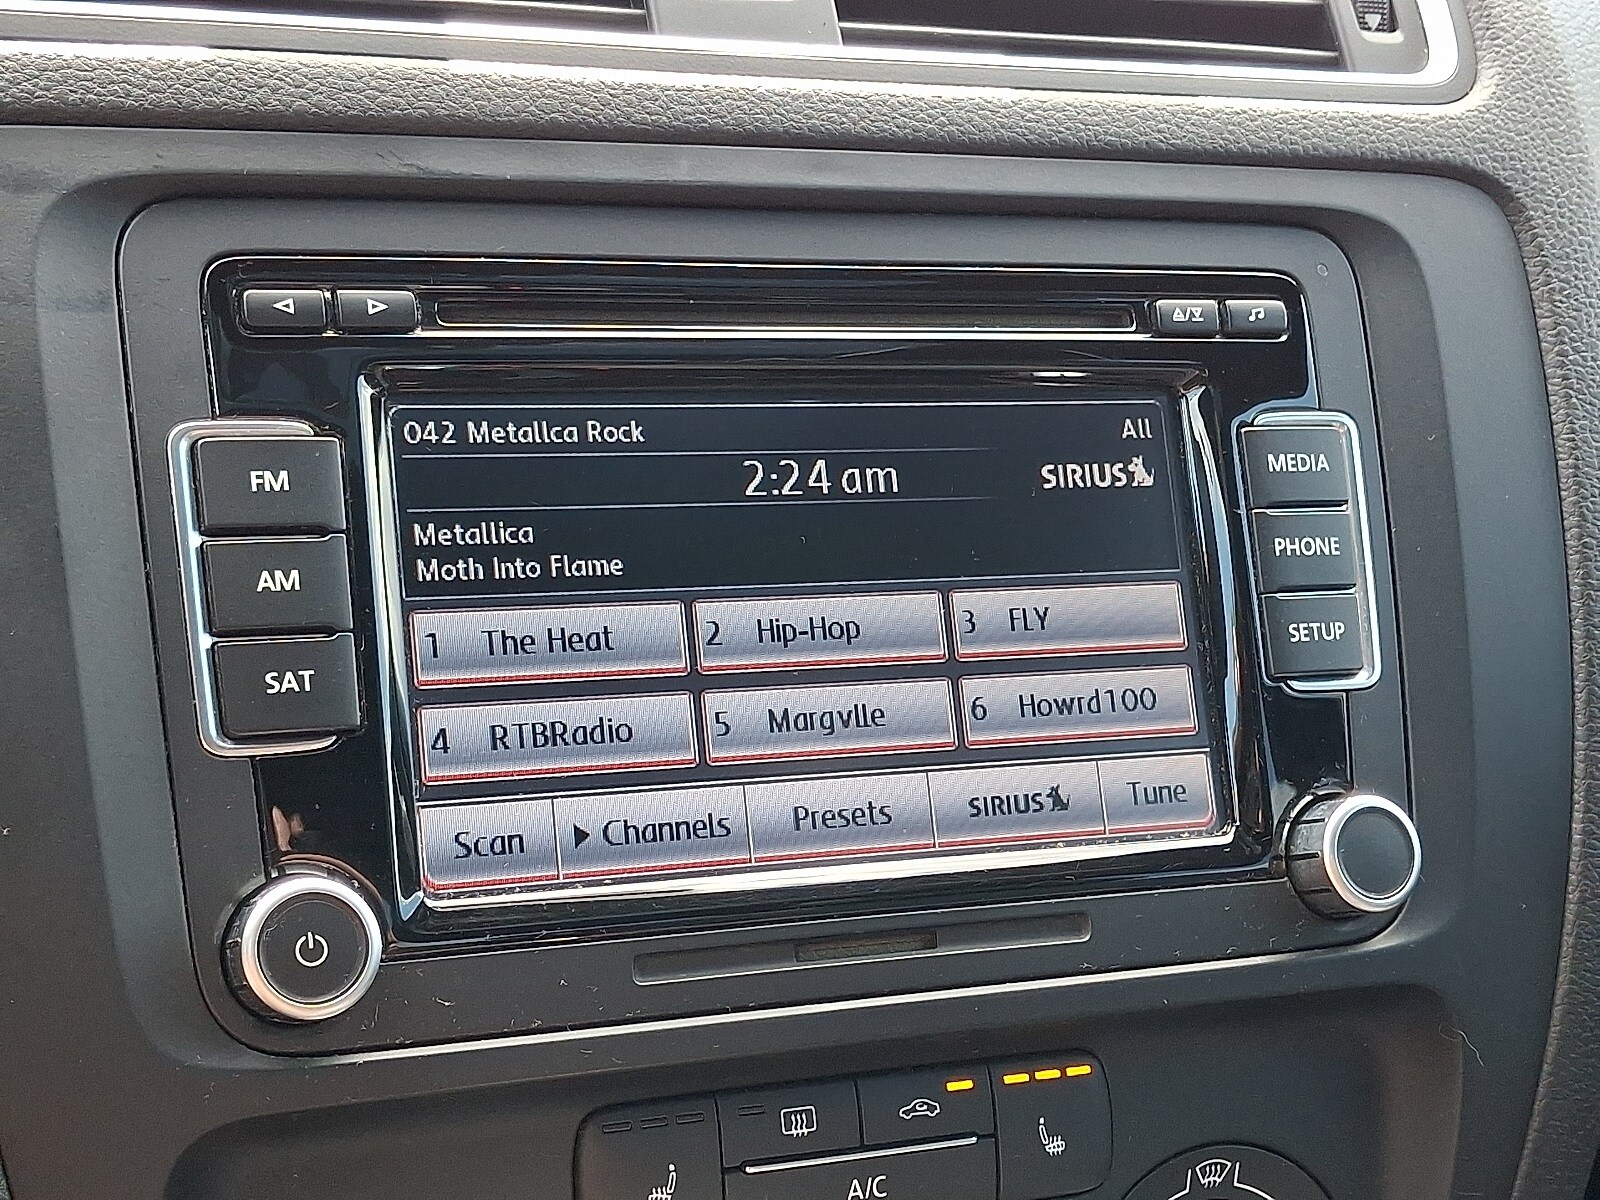 042 Metallca Rock
All
2:24 am
SIRIUS
Metallica
Moth Into Flame
1 The Heat
2 Hip-Hop
3 FLY
4 RTBRadio
5 Margvlle
6 Howrd100
Scan
Channels
Presets
SIRIUS
Tune
FM
AM
SAT
MEDIA
PHONE
SETUP
A/C